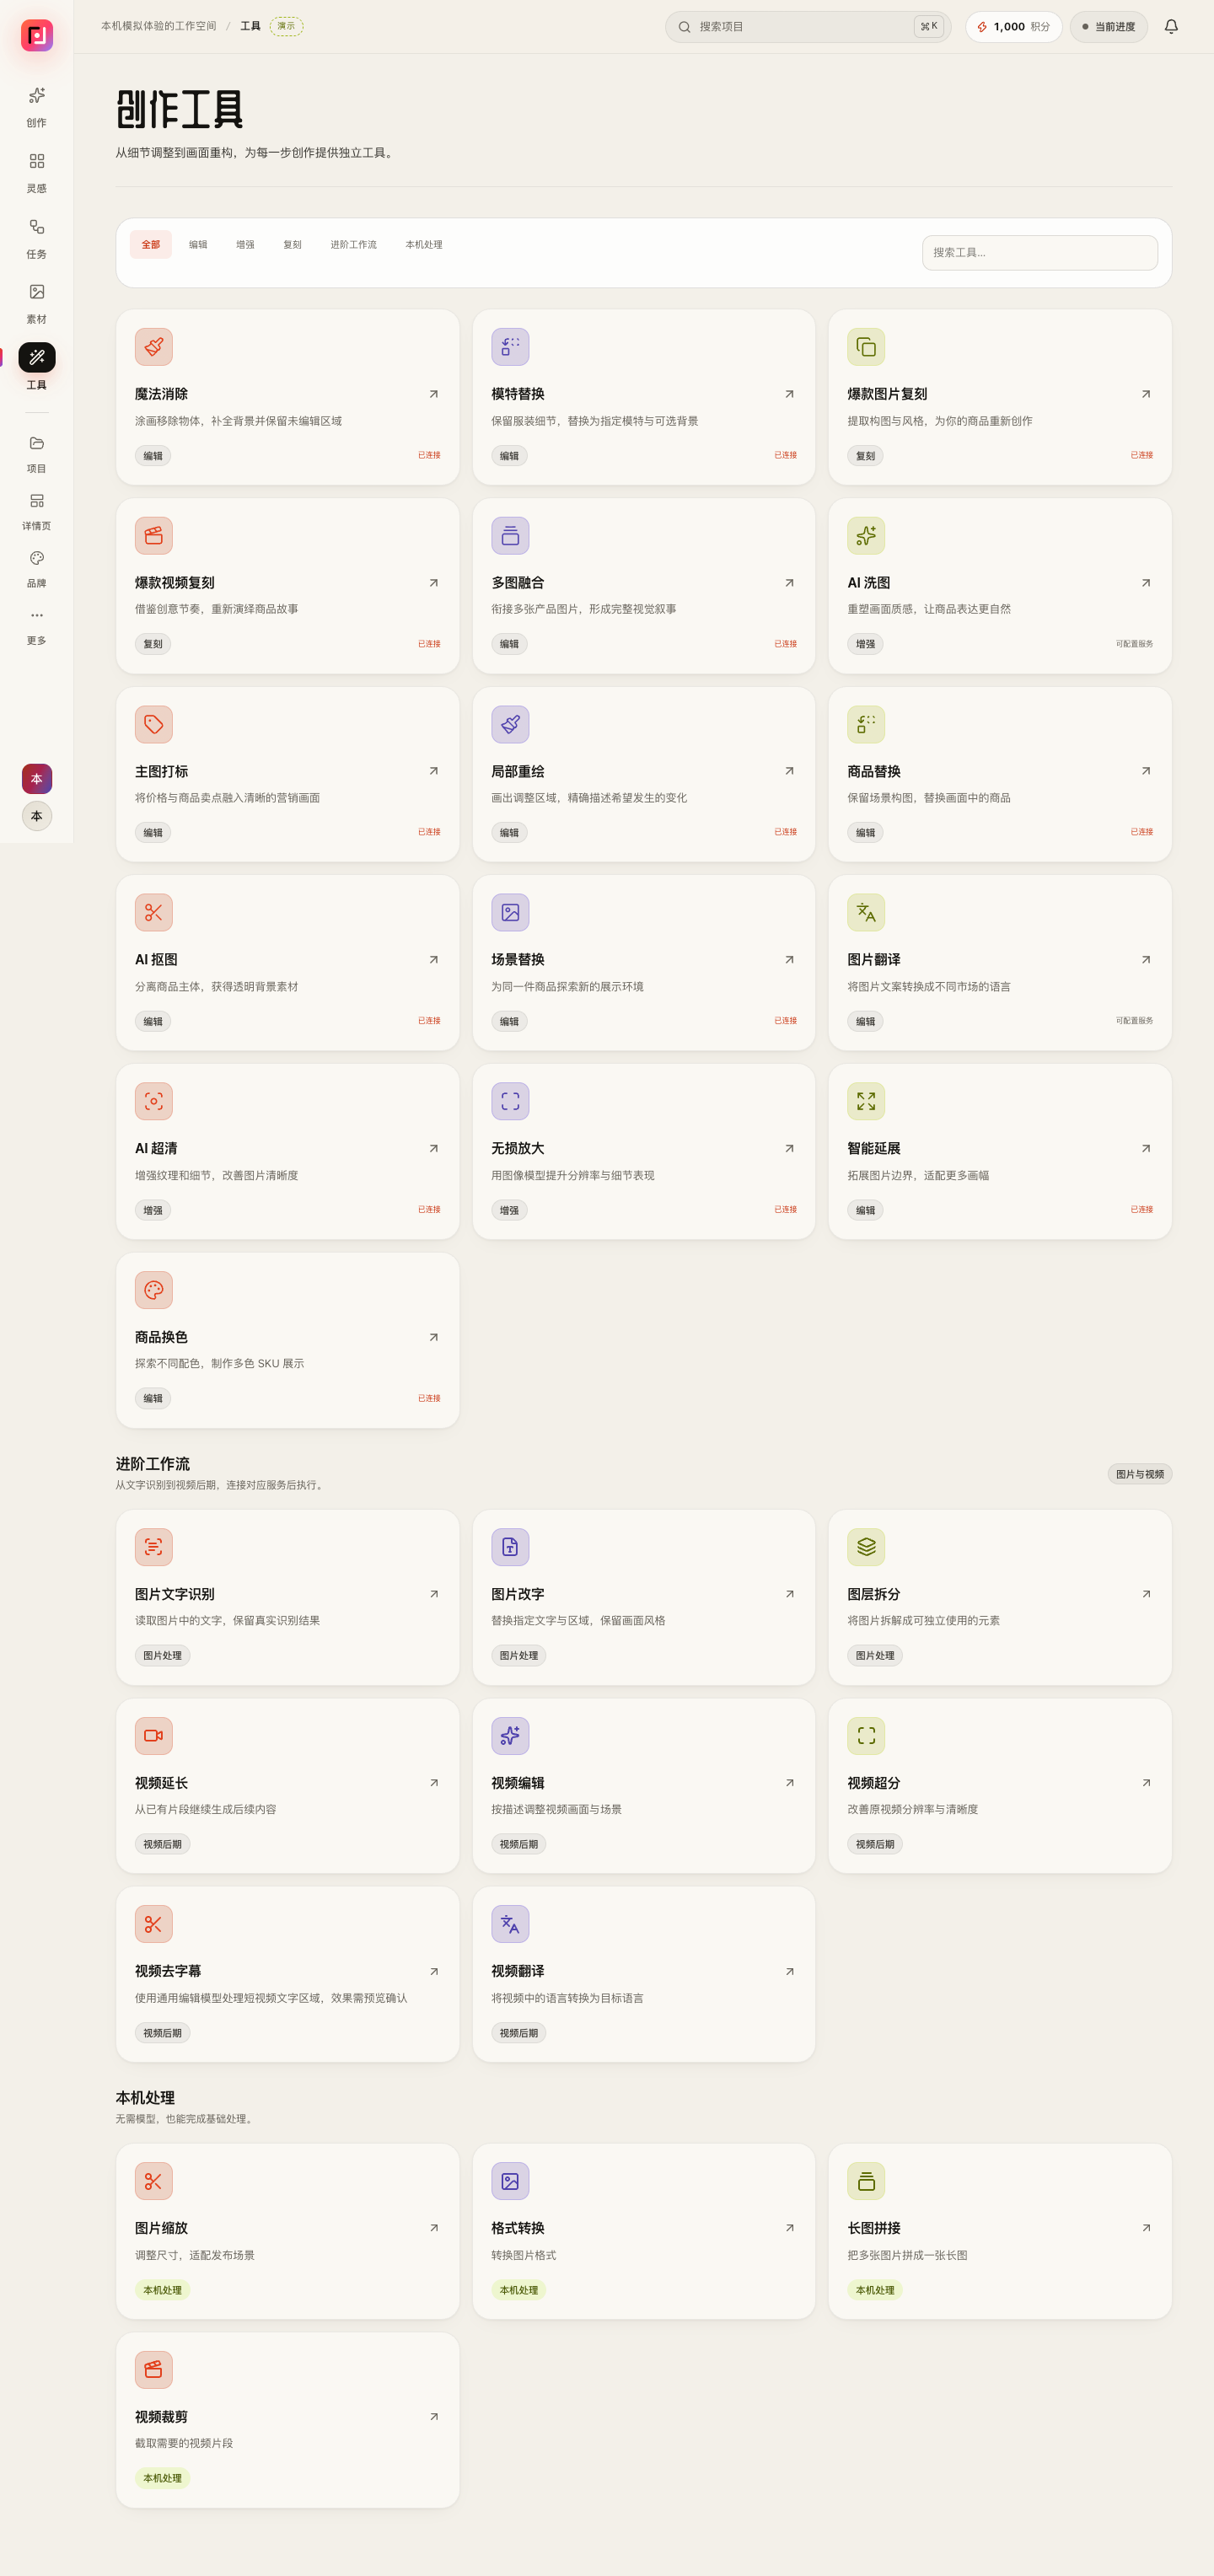 本机模拟体验的工作空间 / 工具 演示
搜索项目 ⌘K
1,000 积分
当前进度
创作
灵感
任务
素材
工具
项目
详情页
品牌
更多
本
本
创作工具
从细节调整到画面重构，为每一步创作提供独立工具。
全部 编辑 增强 复刻 进阶工作流 本机处理
搜索工具...
魔法消除
涂画移除物体，补全背景并保留未编辑区域
编辑 已连接
模特替换
保留服装细节，替换为指定模特与可选背景
编辑 已连接
爆款图片复刻
提取构图与风格，为你的商品重新创作
复刻 已连接
爆款视频复刻
借鉴创意节奏，重新演绎商品故事
复刻 已连接
多图融合
衔接多张产品图片，形成完整视觉叙事
编辑 已连接
AI 洗图
重塑画面质感，让商品表达更自然
增强 可配置服务
主图打标
将价格与商品卖点融入清晰的营销画面
编辑 已连接
局部重绘
画出调整区域，精确描述希望发生的变化
编辑 已连接
商品替换
保留场景构图，替换画面中的商品
编辑 已连接
AI 抠图
分离商品主体，获得透明背景素材
编辑 已连接
场景替换
为同一件商品探索新的展示环境
编辑 已连接
图片翻译
将图片文案转换成不同市场的语言
编辑 可配置服务
AI 超清
增强纹理和细节，改善图片清晰度
增强 已连接
无损放大
用图像模型提升分辨率与细节表现
增强 已连接
智能延展
拓展图片边界，适配更多画幅
编辑 已连接
商品换色
探索不同配色，制作多色 SKU 展示
编辑 已连接
进阶工作流
从文字识别到视频后期，连接对应服务后执行。
图片与视频
图片文字识别
读取图片中的文字，保留真实识别结果
图片处理
图片改字
替换指定文字与区域，保留画面风格
图片处理
图层拆分
将图片拆解成可独立使用的元素
图片处理
视频延长
从已有片段继续生成后续内容
视频后期
视频编辑
按描述调整视频画面与场景
视频后期
视频超分
改善原视频分辨率与清晰度
视频后期
视频去字幕
使用通用编辑模型处理短视频文字区域，效果需预览确认
视频后期
视频翻译
将视频中的语言转换为目标语言
视频后期
本机处理
无需模型，也能完成基础处理。
图片缩放
调整尺寸，适配发布场景
本机处理
格式转换
转换图片格式
本机处理
长图拼接
把多张图片拼成一张长图
本机处理
视频裁剪
截取需要的视频片段
本机处理